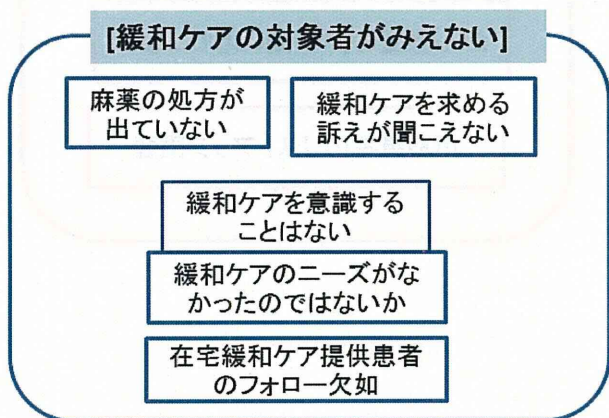 [緩和ケアの対象者がみえない]
麻薬の処方が
出ていない
緩和ケアを求める
訴えが聞こえない
緩和ケアを意識する
ことはない
緩和ケアのニーズがな
かったのではないか
在宅緩和ケア提供患者
のフォロー欠如